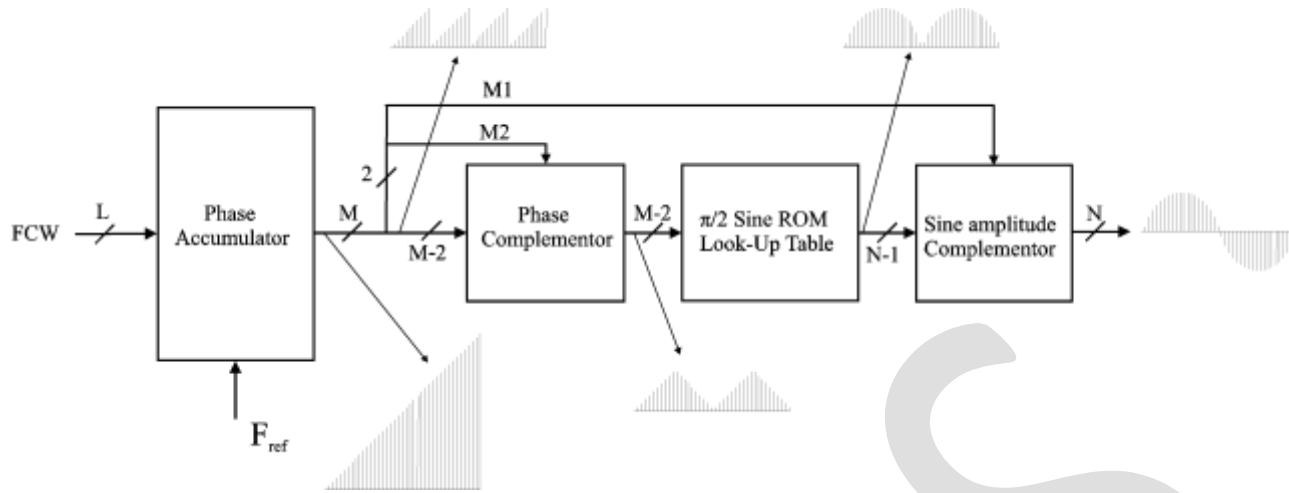 M1
M2
2
FCW
L
Phase
Accumulator
M
M-2
Phase
Complementor
M-2
π/2 Sine ROM
Look-Up Table
N-1
Sine amplitude
Complementor
N
Fref